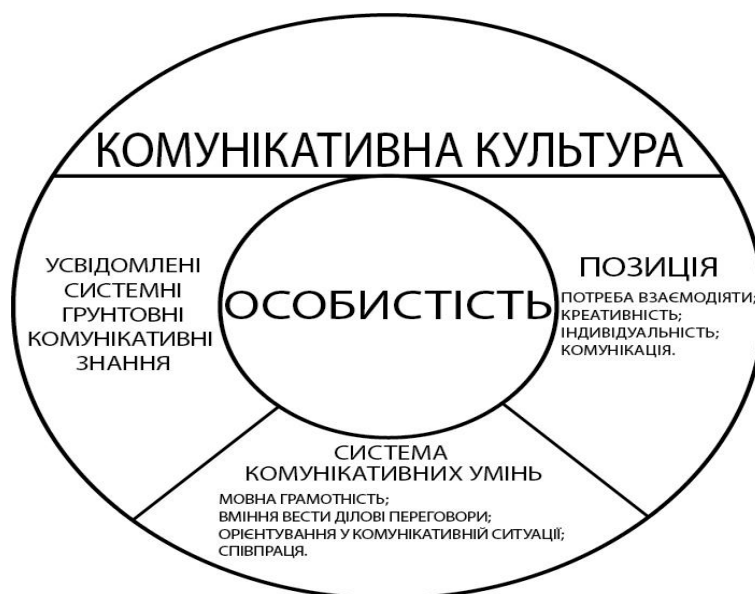 КОМУНІКАТИВНА КУЛЬТУРА
УСВІДОМЛЕНІ
СИСТЕМНІ
ГРУНТОВНІ
КОМУНІКАТИВНІ
ЗНАННЯ
ОСОБИСТІСТЬ
ПОЗИЦІЯ
ПОТРЕБА ВЗАЄМОДІЯТИ;
КРЕАТИВНІСТЬ;
ІНДИВІДУАЛЬНІСТЬ;
КОМУНІКАЦІЯ.
СИСТЕМА
КОМУНІКАТИВНИХ УМІНЬ
МОВНА ГРАМОТНІСТЬ;
ВМІННЯ ВЕСТИ ДІЛОВІ ПЕРЕГОВОРИ;
ОРІЄНТУВАННЯ У КОМУНІКАТИВНІЙ СИТУАЦІЇ;
СПІВПРАЦЯ.